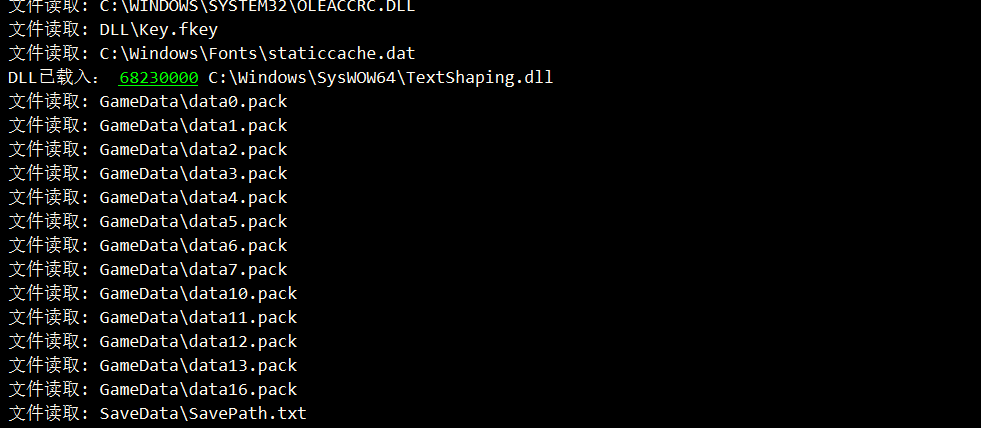 文件读取: C:\WINDOWS\SYSTEM32\OLEACCRC.DLL
文件读取: DLL\Key.fkey
文件读取: C:\Windows\Fonts\staticcache.dat
DLL已载入: 68230000 C:\Windows\SysWOW64\TextShaping.dll
文件读取: GameData\data0.pack
文件读取: GameData\data1.pack
文件读取: GameData\data2.pack
文件读取: GameData\data3.pack
文件读取: GameData\data4.pack
文件读取: GameData\data5.pack
文件读取: GameData\data6.pack
文件读取: GameData\data7.pack
文件读取: GameData\data10.pack
文件读取: GameData\data11.pack
文件读取: GameData\data12.pack
文件读取: GameData\data13.pack
文件读取: GameData\data16.pack
文件读取: SaveData\SavePath.txt